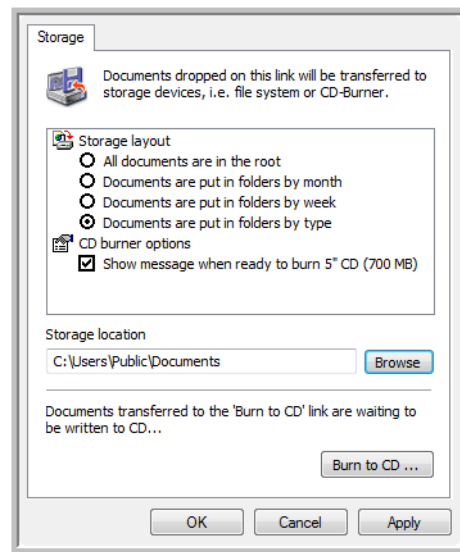 Storage
Documents dropped on this link will be transferred to
storage devices, i.e. file system or CD-Burner.
Storage layout
All documents are in the root
Documents are put in folders by month
Documents are put in folders by week
Documents are put in folders by type
CD burner options
Show message when ready to burn 5" CD (700 MB)
Storage location
C:\Users\Public\Documents
Browse
Documents transferred to the 'Burn to CD' link are waiting to
be written to CD...
Burn to CD ...
OK
Cancel
Apply